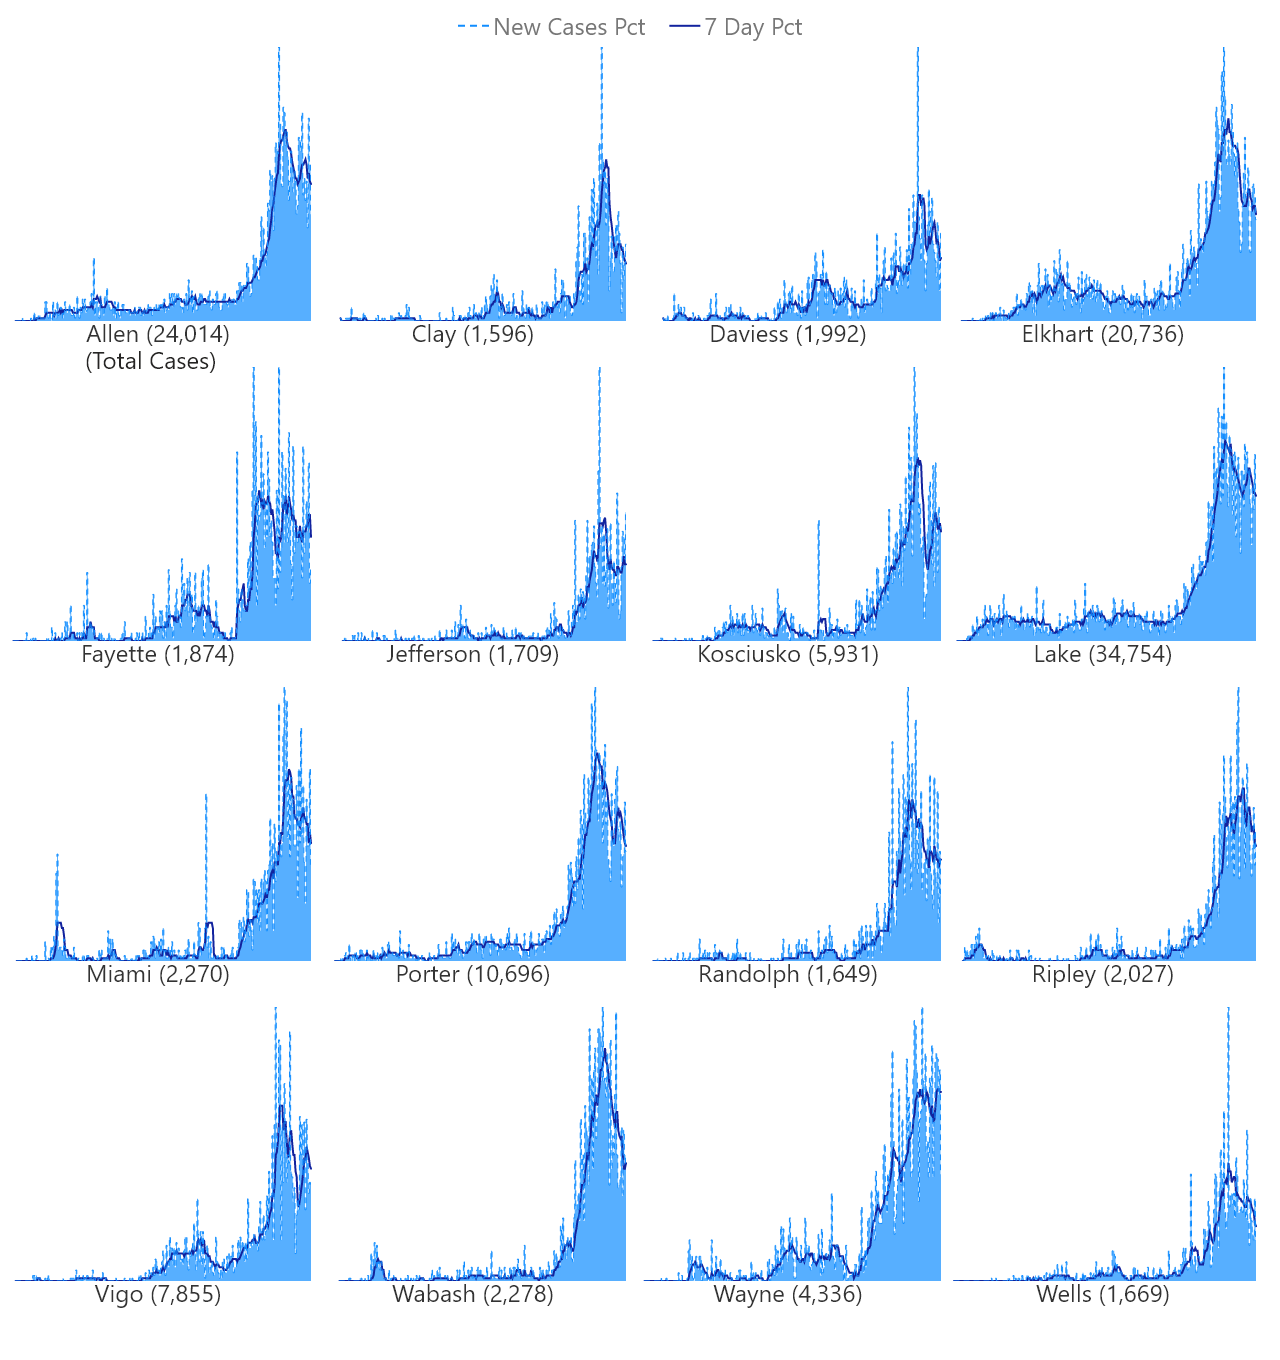 New Cases Pct 7 Day Pct
Allen (24,014)
(Total Cases)
Clay (1,596)
Daviess (1,992)
Elkhart (20,736)
Fayette (1,874)
Jefferson (1,709)
Kosciusko (5,931)
Lake (34,754)
Miami (2,270)
Porter (10,696)
Randolph (1,649)
Ripley (2,027)
Vigo (7,855)
Wabash (2,278)
Wayne (4,336)
Wells (1,669)